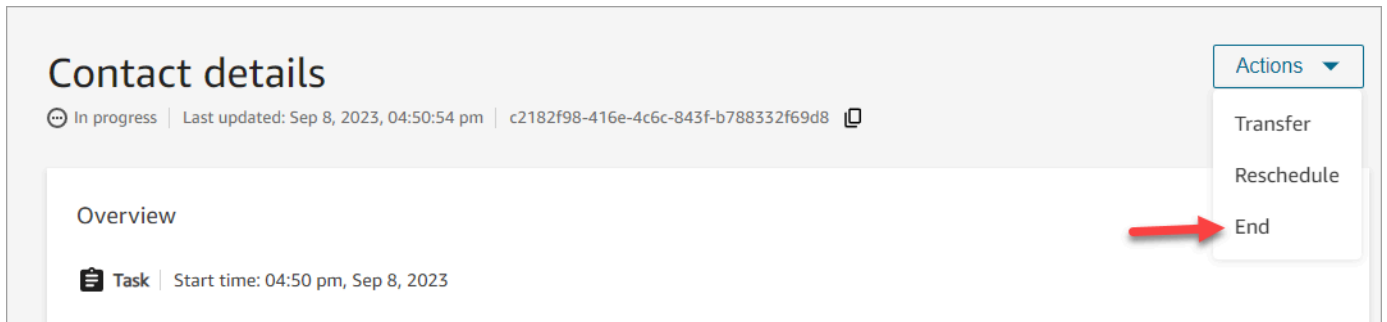 Contact details
Actions
In progress Last updated: Sep 8, 2023, 04:50:54 pm c2182f98-416e-4c6c-843f-b788332f69d8
Transfer
Reschedule
Overview
End
Task Start time: 04:50 pm, Sep 8, 2023